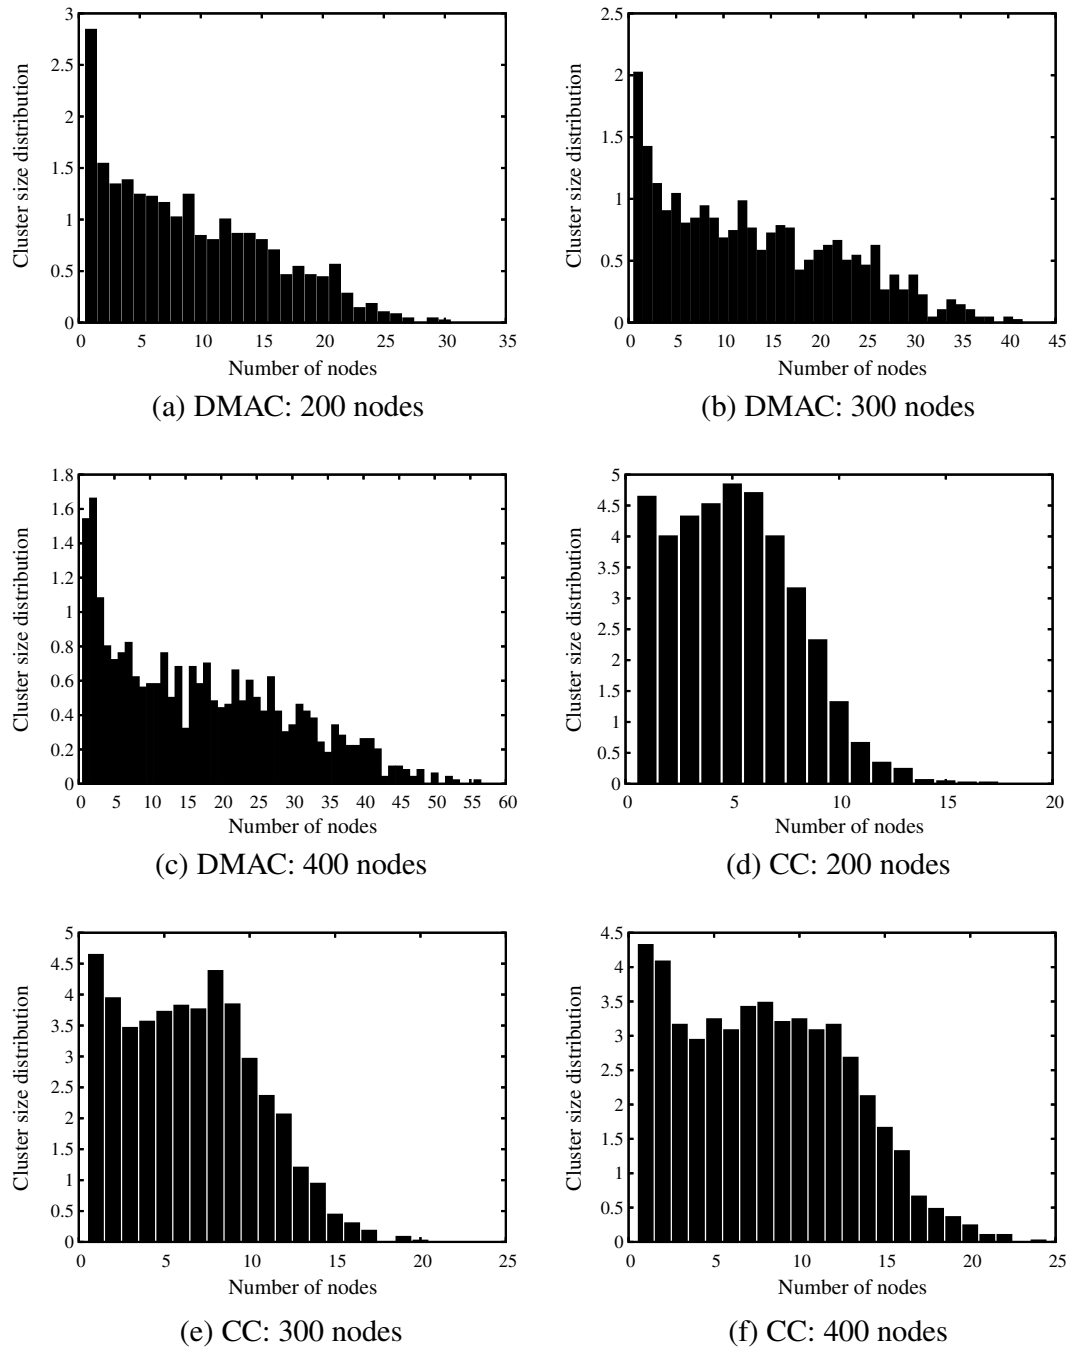 3
2.5
2
1.5
1
0.5
0
0 5 10 15 20 25 30 35
Cluster size distribution
Number of nodes
(a) DMAC: 200 nodes
2.5
2
1.5
1
0.5
0
0 5 10 15 20 25 30 35 40 45
Cluster size distribution
Number of nodes
(b) DMAC: 300 nodes
1.8
1.6
1.4
1.2
1
0.8
0.6
0.4
0.2
0
0 5 10 15 20 25 30 35 40 45 50 55 60
Cluster size distribution
Number of nodes
(c) DMAC: 400 nodes
5
4.5
4
3.5
3
2.5
2
1.5
1
0.5
0
0 5 10 15 20
Cluster size distribution
Number of nodes
(d) CC: 200 nodes
5
4.5
4
3.5
3
2.5
2
1.5
1
0.5
0
0 5 10 15 20 25
Cluster size distribution
Number of nodes
(e) CC: 300 nodes
4.5
4
3.5
3
2.5
2
1.5
1
0.5
0
0 5 10 15 20 25
Cluster size distribution
Number of nodes
(f) CC: 400 nodes